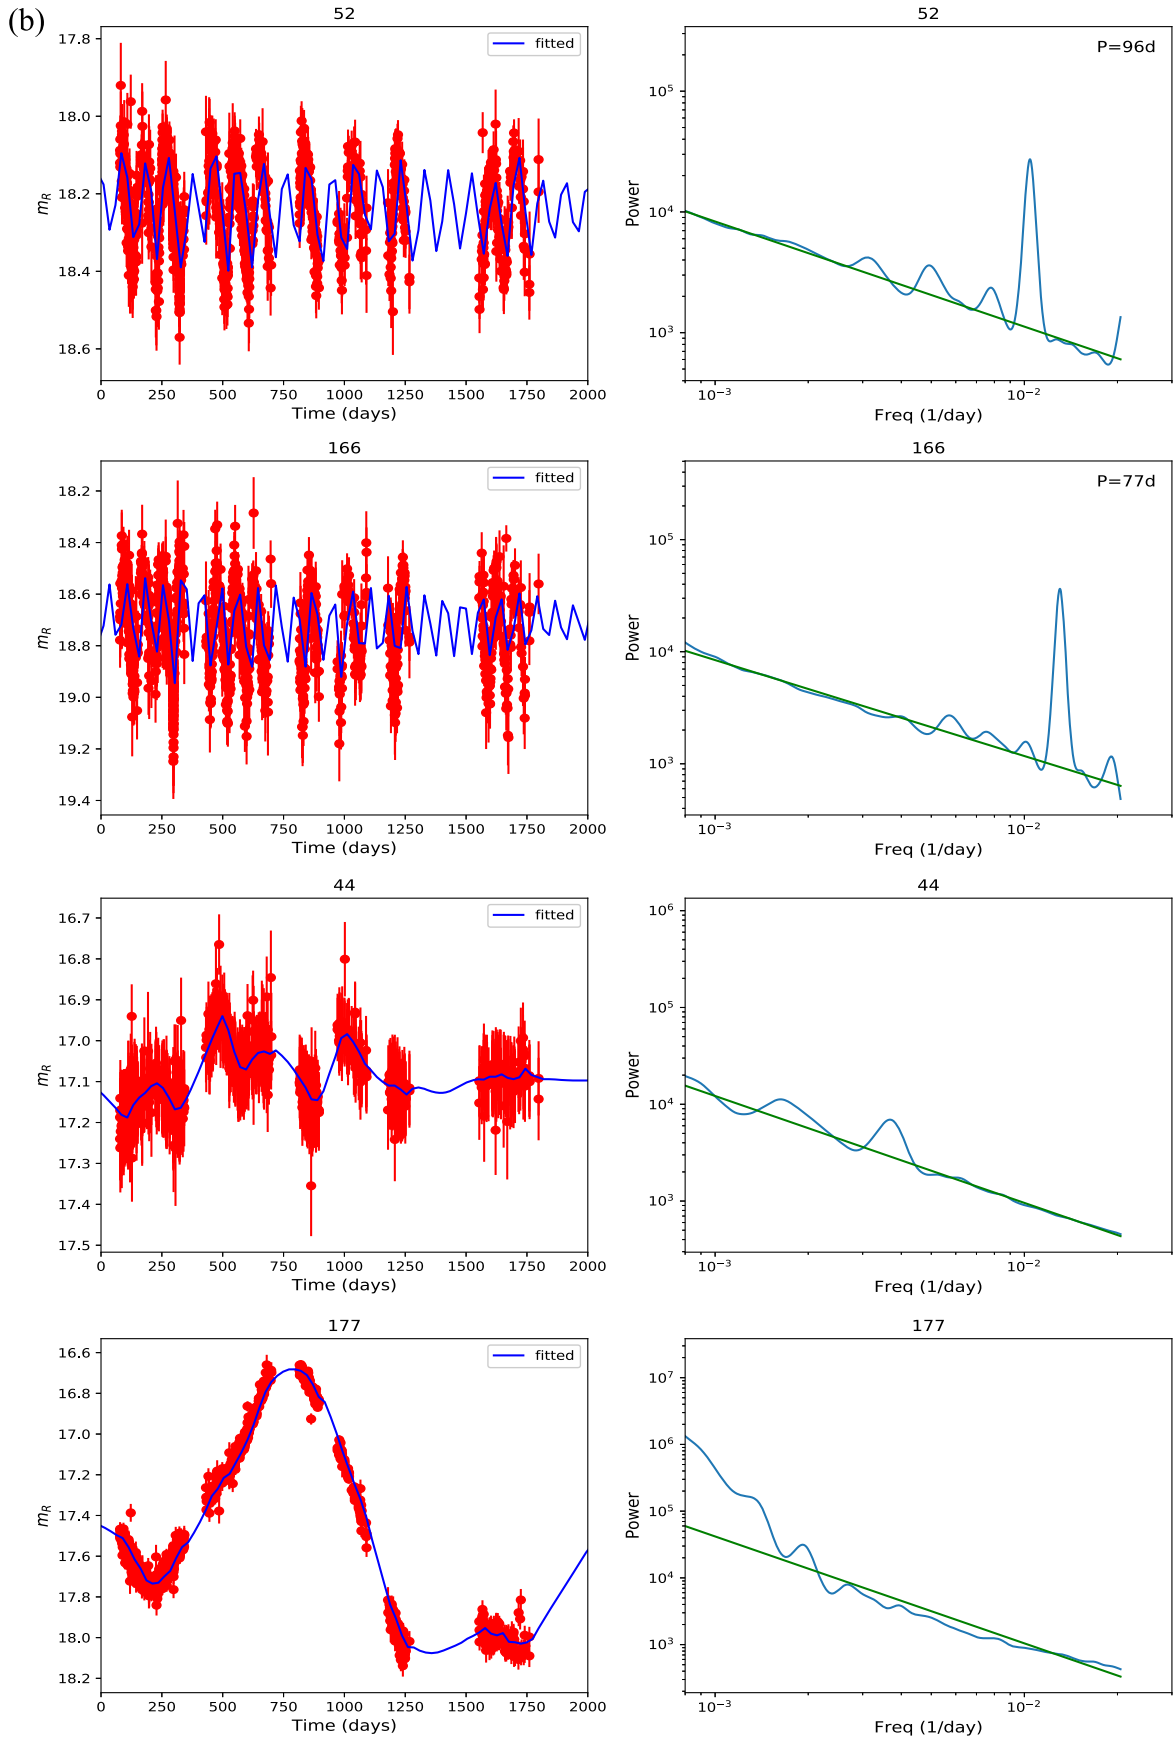 (b)
52
17.8
18.0
18.2
18.4
18.6
m_R
fitted
0 250 500 750 1000 1250 1500 1750 2000
Time (days)
52
P=96d
10^5
10^4
10^3
Power
10^-3 10^-2
Freq (1/day)
166
18.2
18.4
18.6
18.8
19.0
19.2
19.4
m_R
fitted
0 250 500 750 1000 1250 1500 1750 2000
Time (days)
166
P=77d
10^5
10^4
10^3
Power
10^-3 10^-2
Freq (1/day)
44
16.7
16.8
16.9
17.0
17.1
17.2
17.3
17.4
17.5
m_R
fitted
0 250 500 750 1000 1250 1500 1750 2000
Time (days)
44
10^6
10^5
10^4
10^3
Power
10^-3 10^-2
Freq (1/day)
177
16.6
16.8
17.0
17.2
17.4
17.6
17.8
18.0
18.2
m_R
fitted
0 250 500 750 1000 1250 1500 1750 2000
Time (days)
177
10^7
10^6
10^5
10^4
10^3
Power
10^-3 10^-2
Freq (1/day)